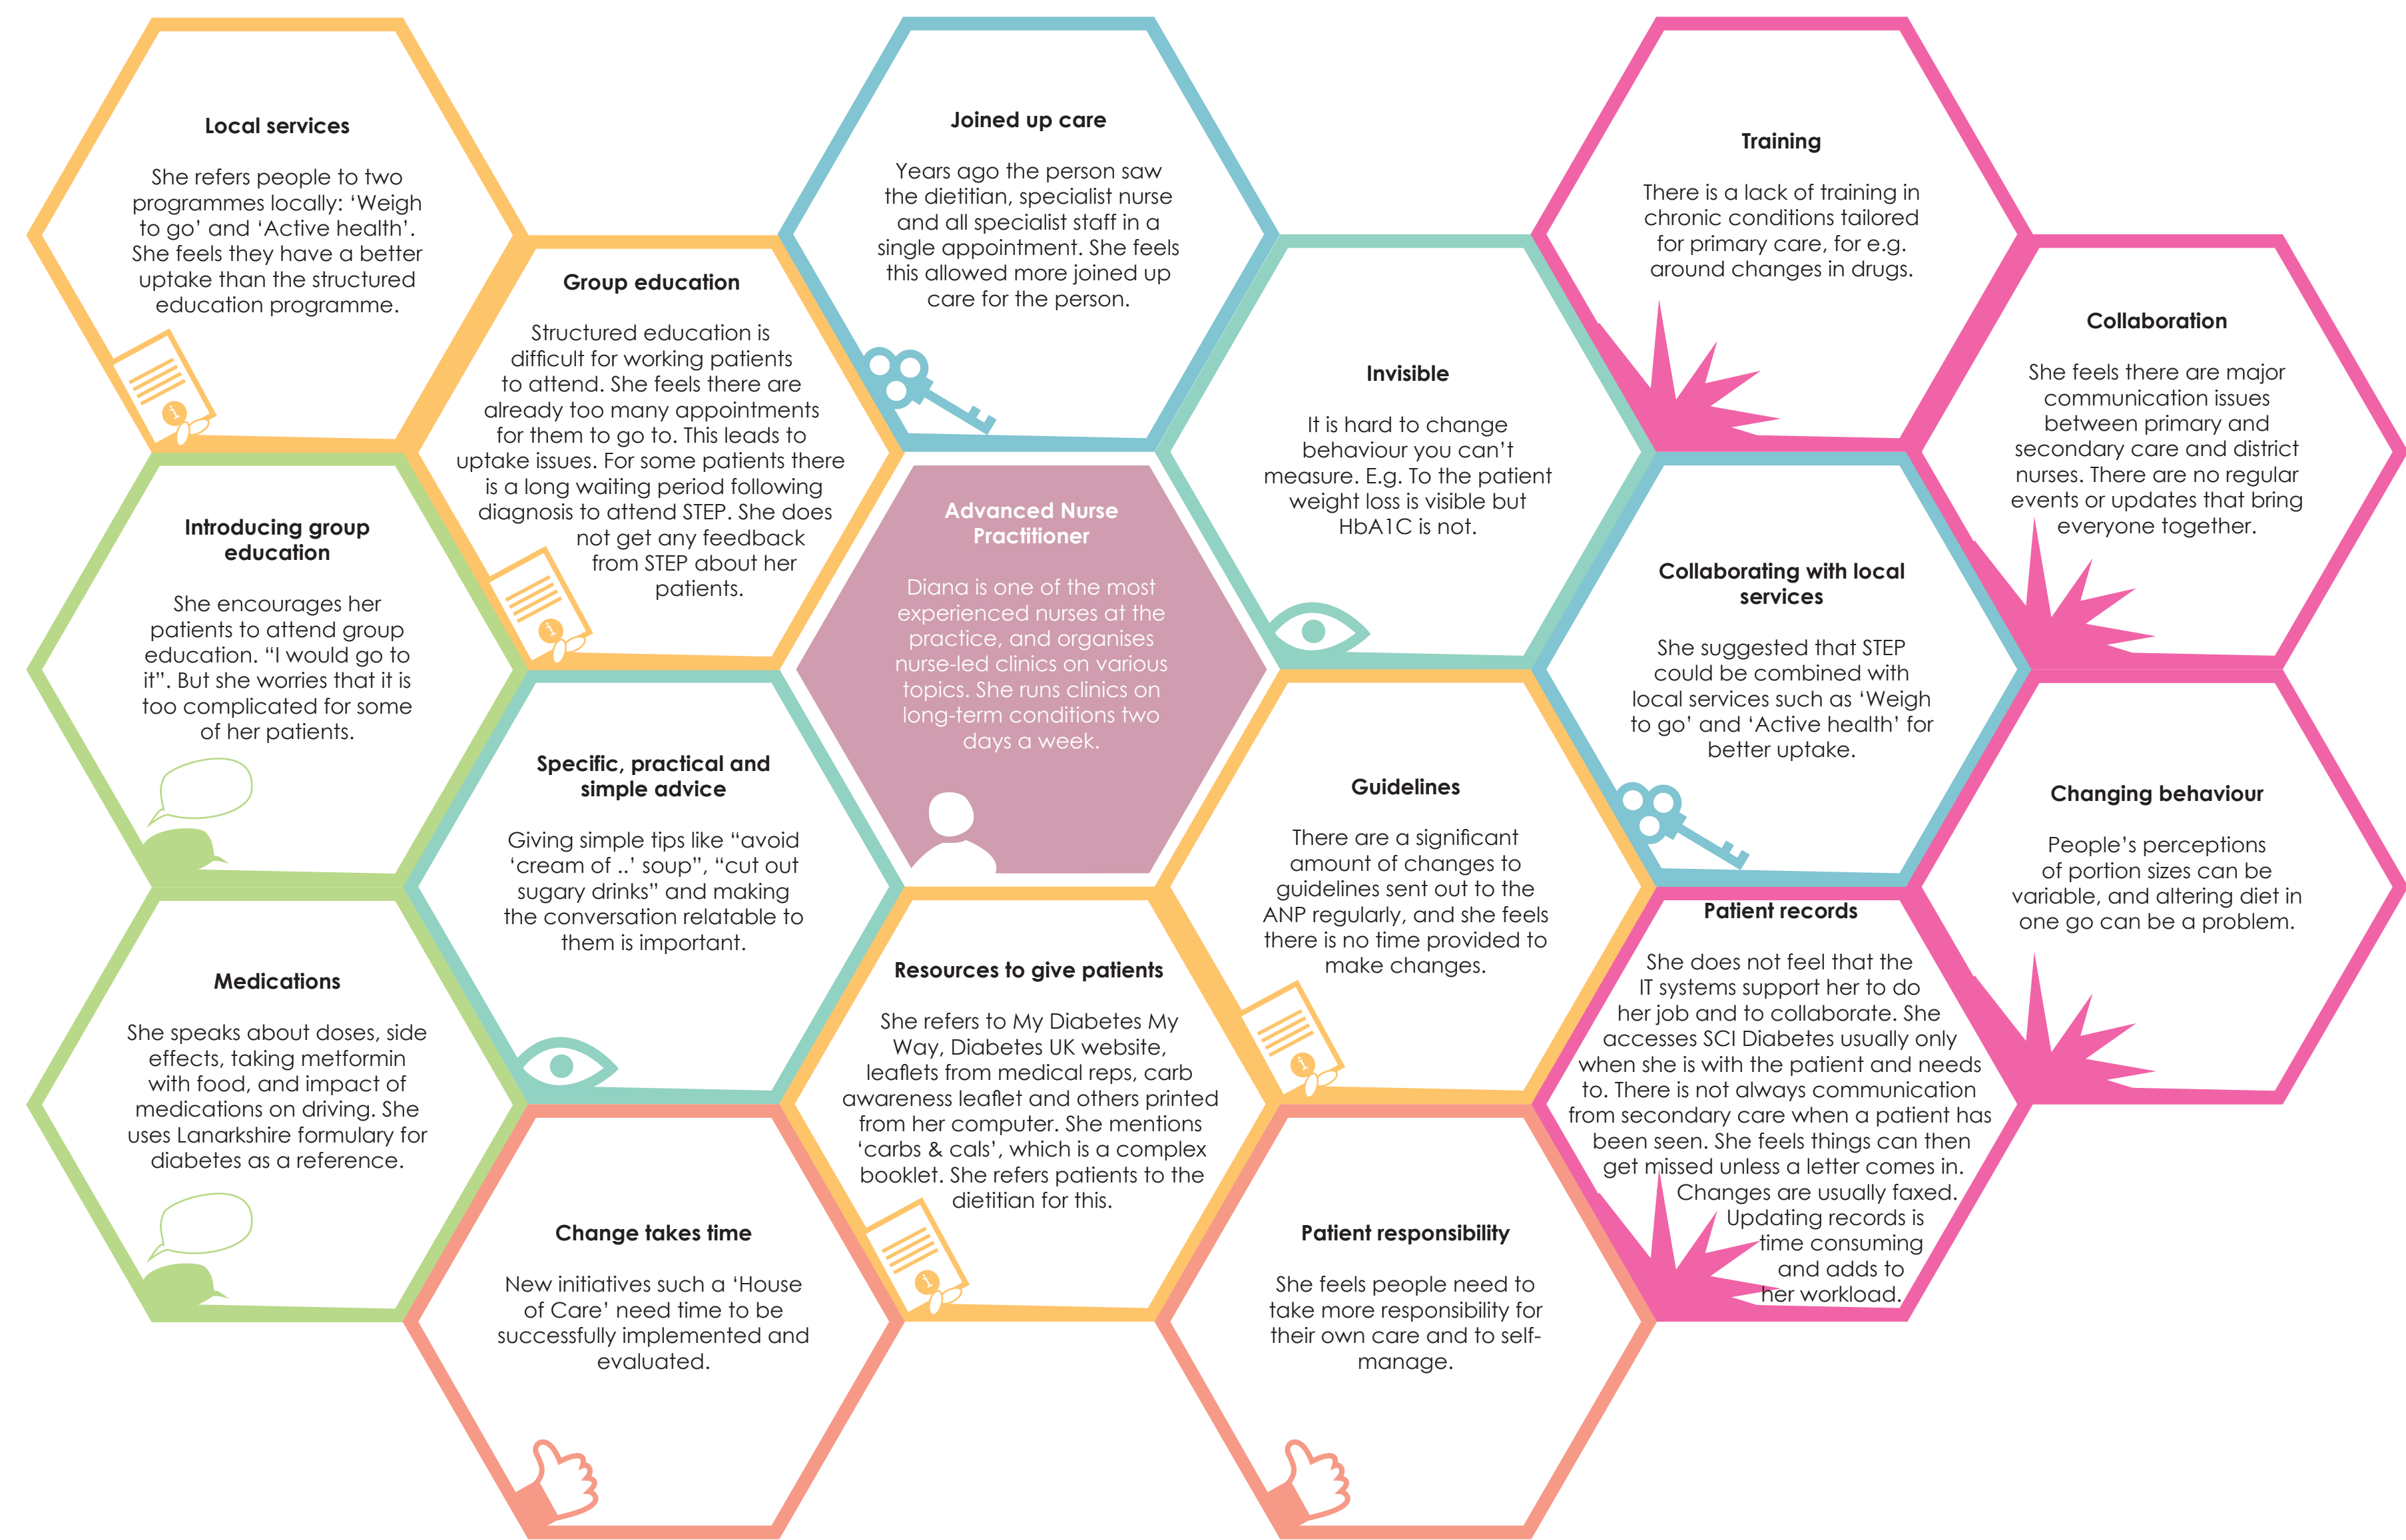 Local services
She refers people to two
programmes locally: ‘Weigh
to go’ and ‘Active health’.
She feels they have a better
uptake than the structured
education programme.
Group education
Structured education is
difficult for working patients
to attend. She feels there are
already too many appointments
for them to go to. This leads to
uptake issues. For some patients there
is a long waiting period following
diagnosis to attend STEP. She does
not get any feedback
from STEP about her
patients.
Joined up care
Years ago the person saw
the dietitian, specialist nurse
and all specialist staff in a
single appointment. She feels
this allowed more joined up
care for the person.
Invisible
It is hard to change
behaviour you can’t
measure. E.g. To the patient
weight loss is visible but
HbA1C is not.
Training
There is a lack of training in
chronic conditions tailored
for primary care, for e.g.
around changes in drugs.
Collaboration
She feels there are major
communication issues
between primary and
secondary care and district
nurses. There are no regular
events or updates that bring
everyone together.
Introducing group
education
She encourages her
patients to attend group
education. “I would go to
it”. But she worries that it is
too complicated for some
of her patients.
Specific, practical and
simple advice
Giving simple tips like “avoid
‘cream of ..’ soup”, “cut out
sugary drinks” and making
the conversation relatable to
them is important.
Advanced Nurse
Practitioner
Diana is one of the most
experienced nurses at the
practice, and organises
nurse-led clinics on various
topics. She runs clinics on
long-term conditions two
days a week.
Guidelines
There are a significant
amount of changes to
guidelines sent out to the
ANP regularly, and she feels
there is no time provided to
make changes.
Collaborating with local
services
She suggested that STEP
could be combined with
local services such as ‘Weigh
to go’ and ‘Active health’ for
better uptake.
Changing behaviour
People’s perceptions
of portion sizes can be
variable, and altering diet in
one go can be a problem.
Medications
She speaks about doses, side
effects, taking metformin
with food, and impact of
medications on driving. She
uses Lanarkshire formulary for
diabetes as a reference.
Change takes time
New initiatives such a ‘House
of Care’ need time to be
successfully implemented and
evaluated.
Resources to give patients
She refers to My Diabetes My
Way, Diabetes UK website,
leaflets from medical reps, carb
awareness leaflet and others printed
from her computer. She mentions
‘carbs & cals’, which is a complex
booklet. She refers patients to the
dietitian for this.
Patient responsibility
She feels people need to
take more responsibility for
their own care and to self-
manage.
Patient records
She does not feel that the
IT systems support her to do
her job and to collaborate. She
accesses SCI Diabetes usually only
when she is with the patient and needs
to. There is not always communication
from secondary care when a patient has
been seen. She feels things can then
get missed unless a letter comes in.
Changes are usually faxed.
Updating records is
time consuming
and adds to
her workload.